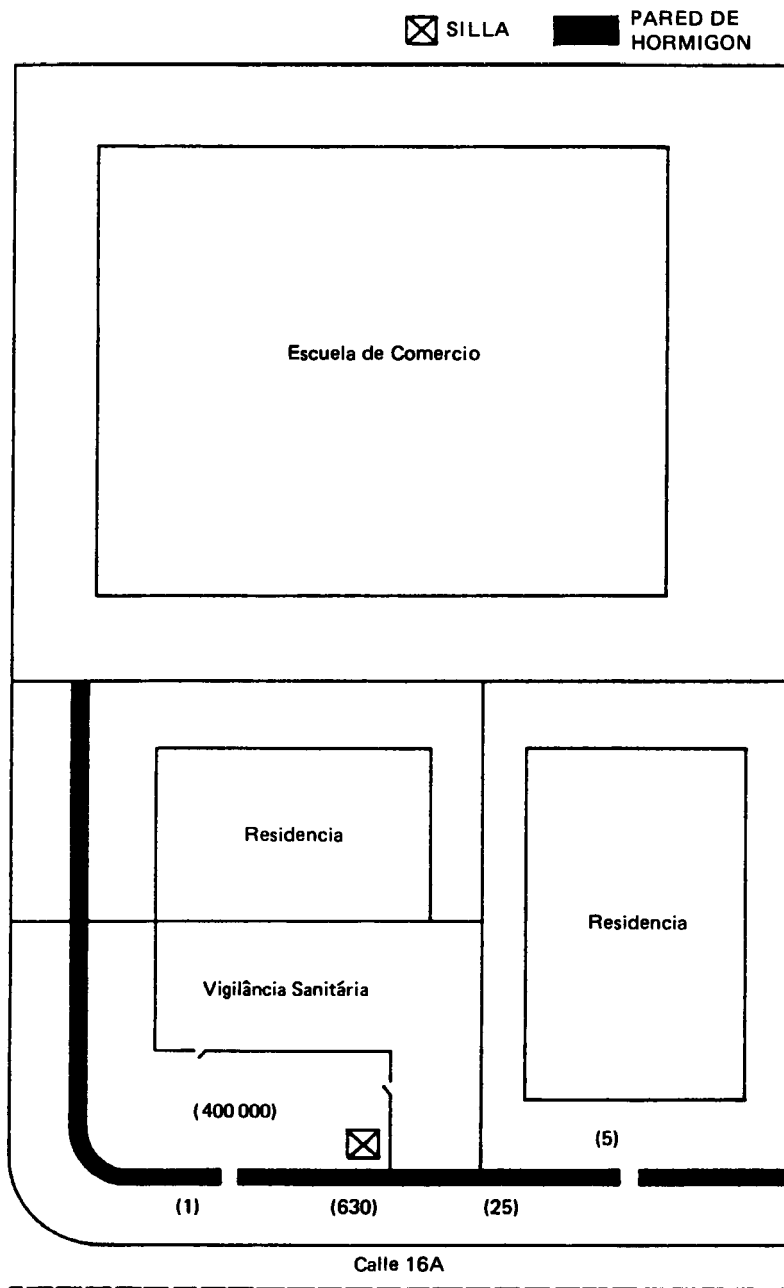 SILLA
PARED DE
HORMIGON
Escuela de Comercio
Residencia
Residencia
Vigilância Sanitária
(400 000)
(5)
(1)
(630)
(25)
Calle 16A